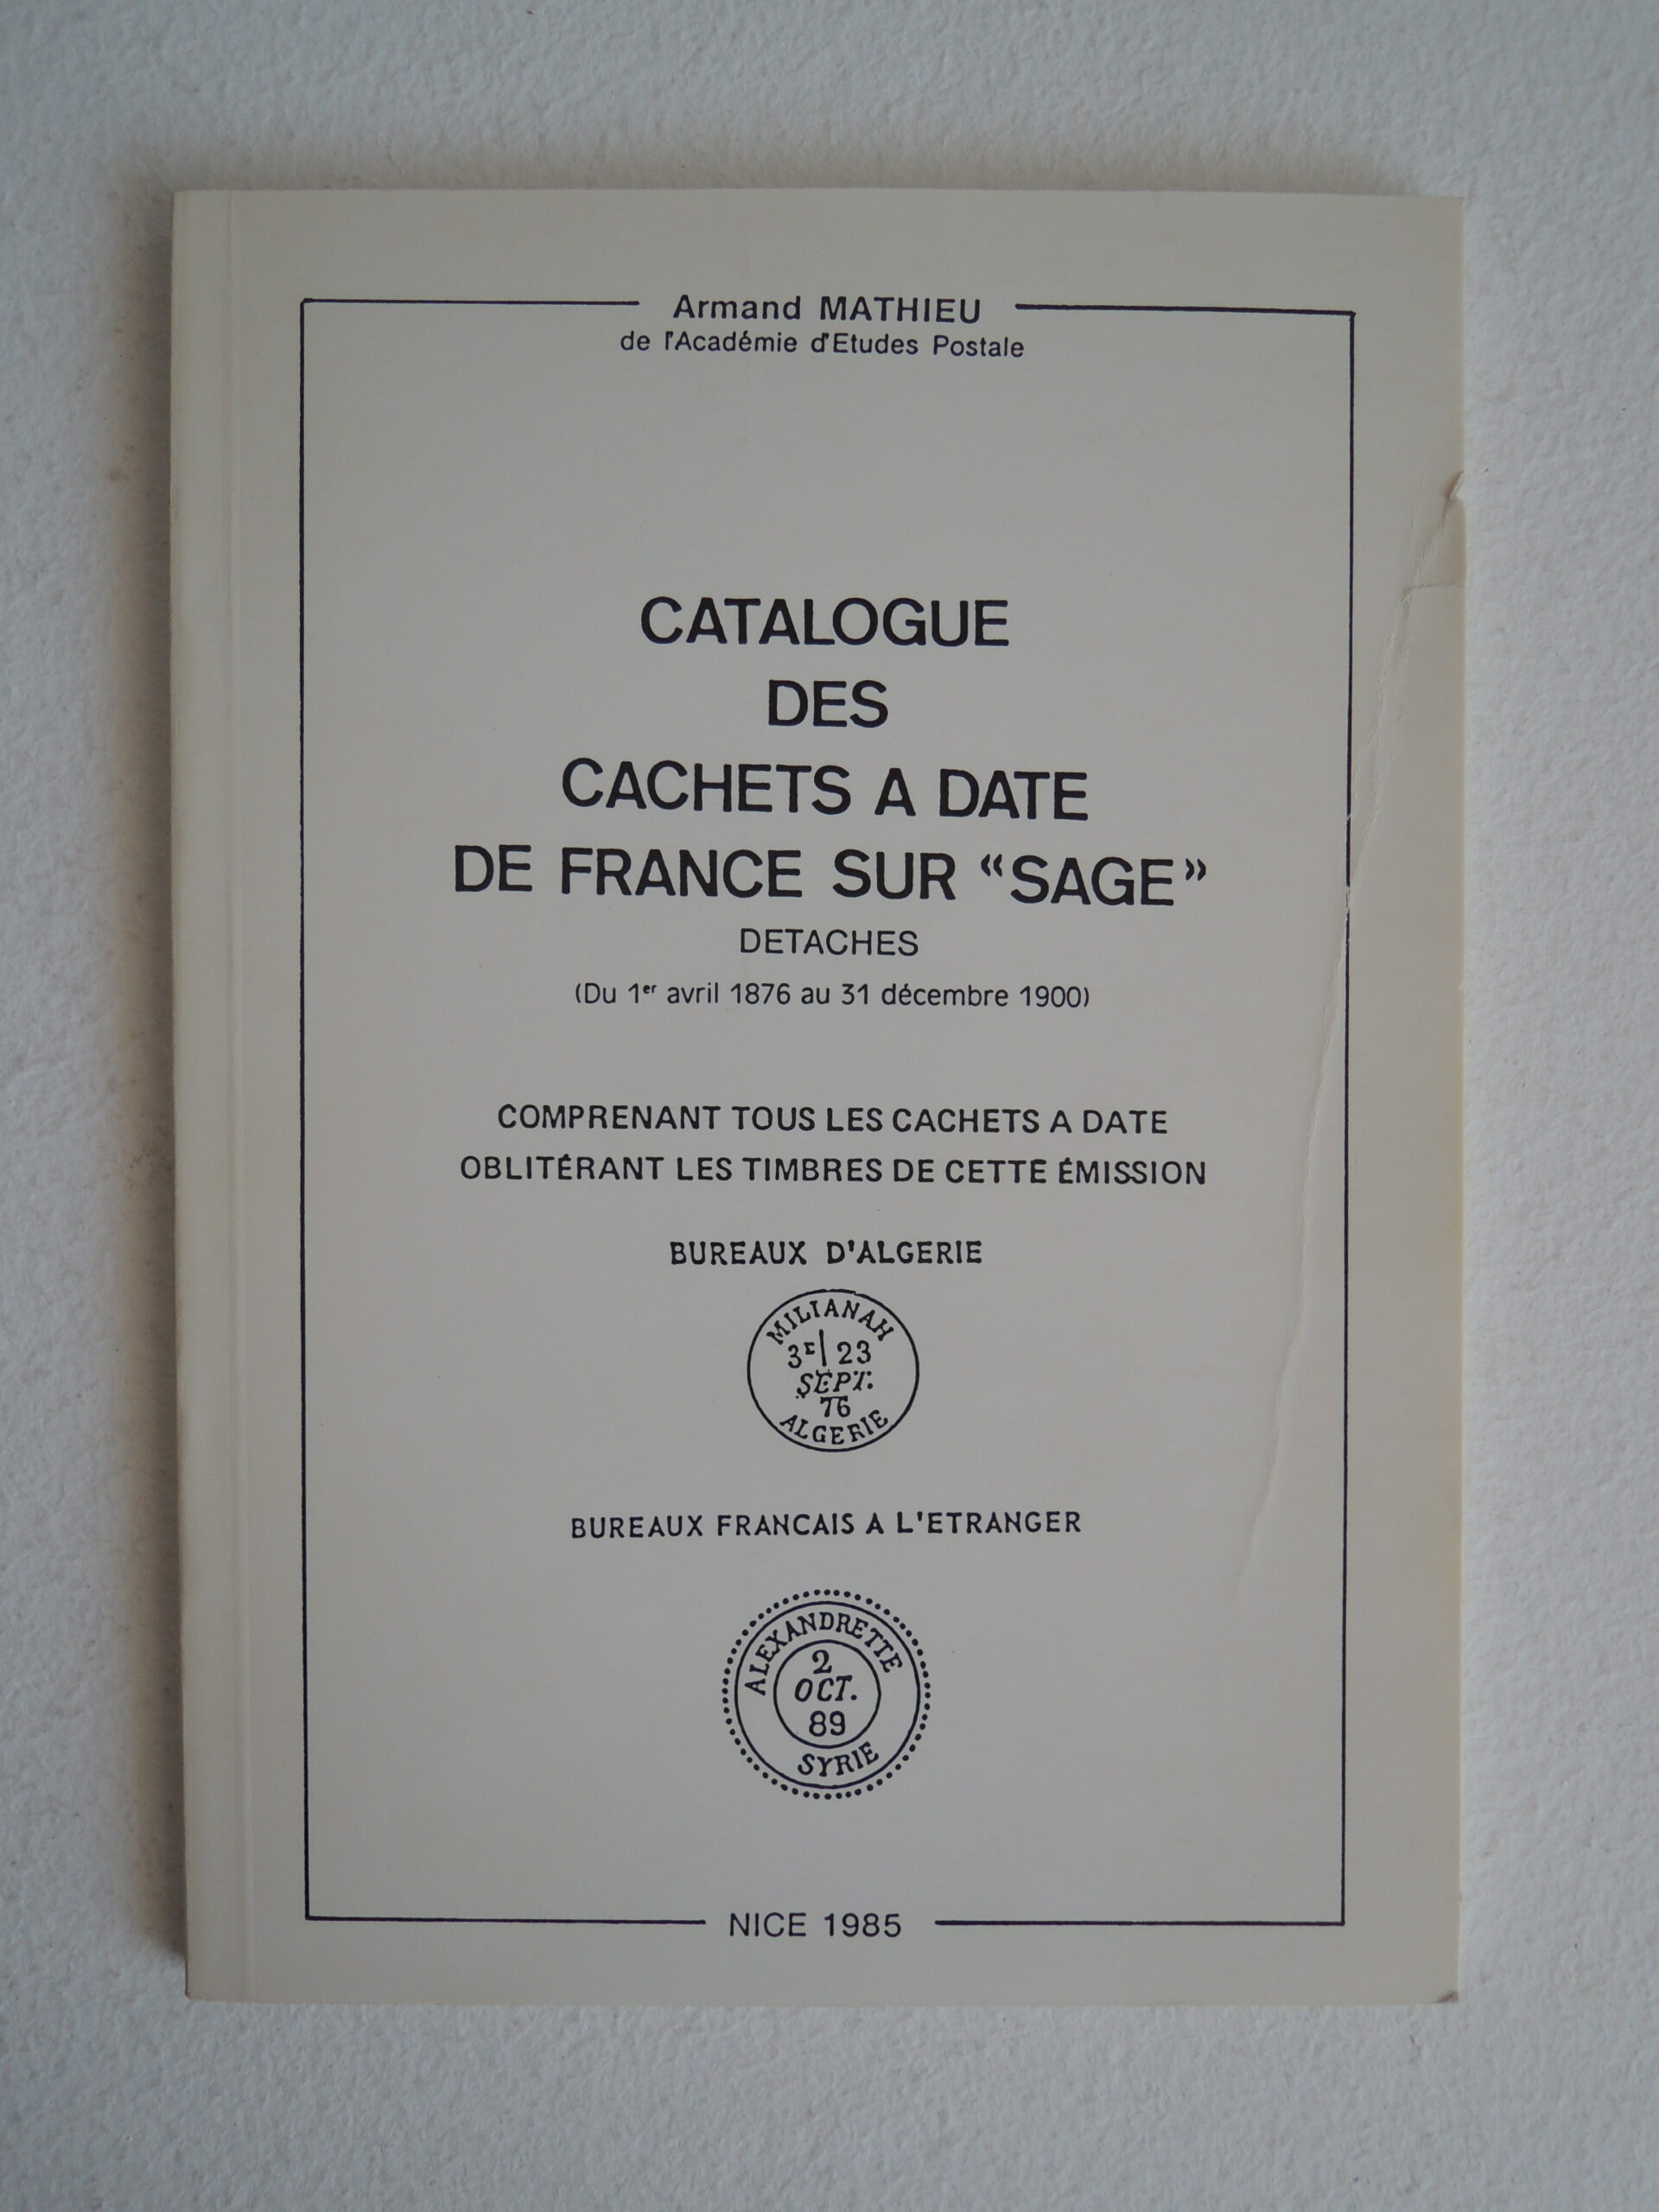 Armand MATHIEU
de l'Académie d'Etudes Postale
CATALOGUE
DES
CACHETS A DATE
DE FRANCE SUR “SAGE”
DETACHES
(Du 1er avril 1876 au 31 décembre 1900)
COMPRENANT TOUS LES CACHETS A DATE
OBLITÉRANT LES TIMBRES DE CETTE ÉMISSION
BUREAUX D'ALGERIE
MILIANAH
3E/ 23
SEPT.
76
ALGERIE
BUREAUX FRANCAIS A L'ETRANGER
ALEXANDRETTE
2
OCT.
89
SYRIE
NICE 1985